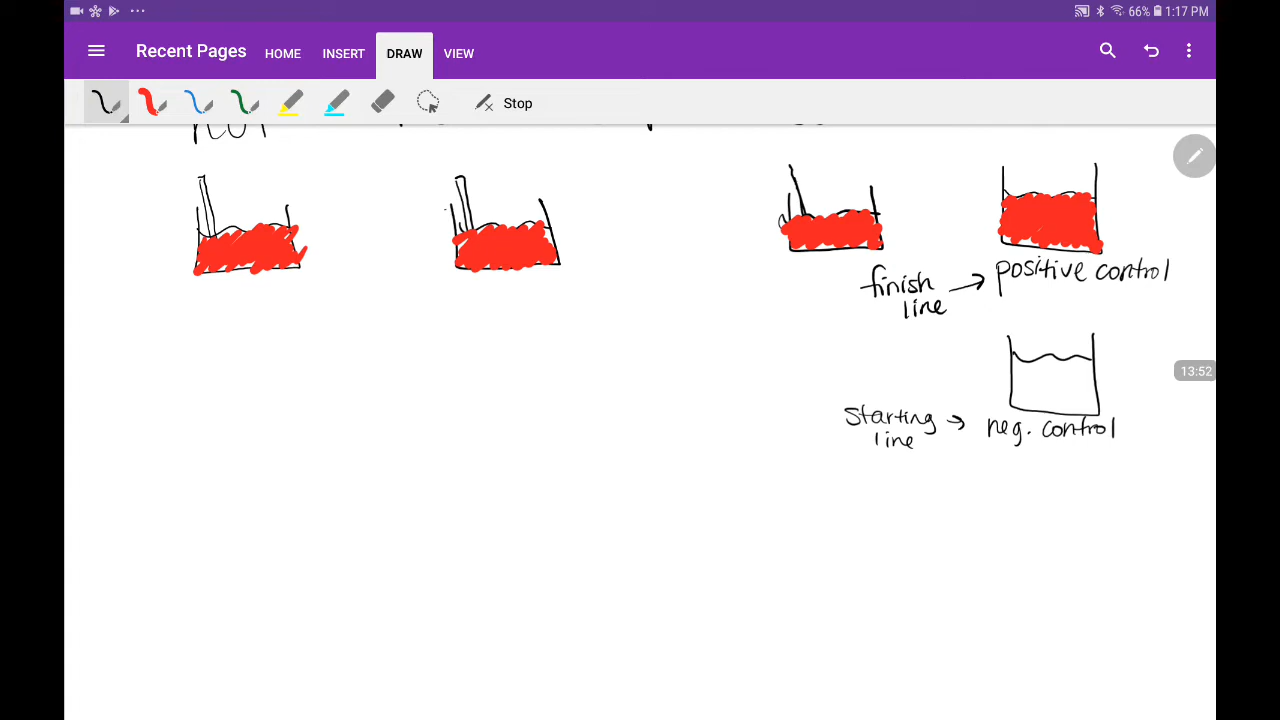 66% 1:17 PM
Recent Pages HOME INSERT DRAW VIEW
Stop
finish line → positive control
13:52
starting line → neg. control